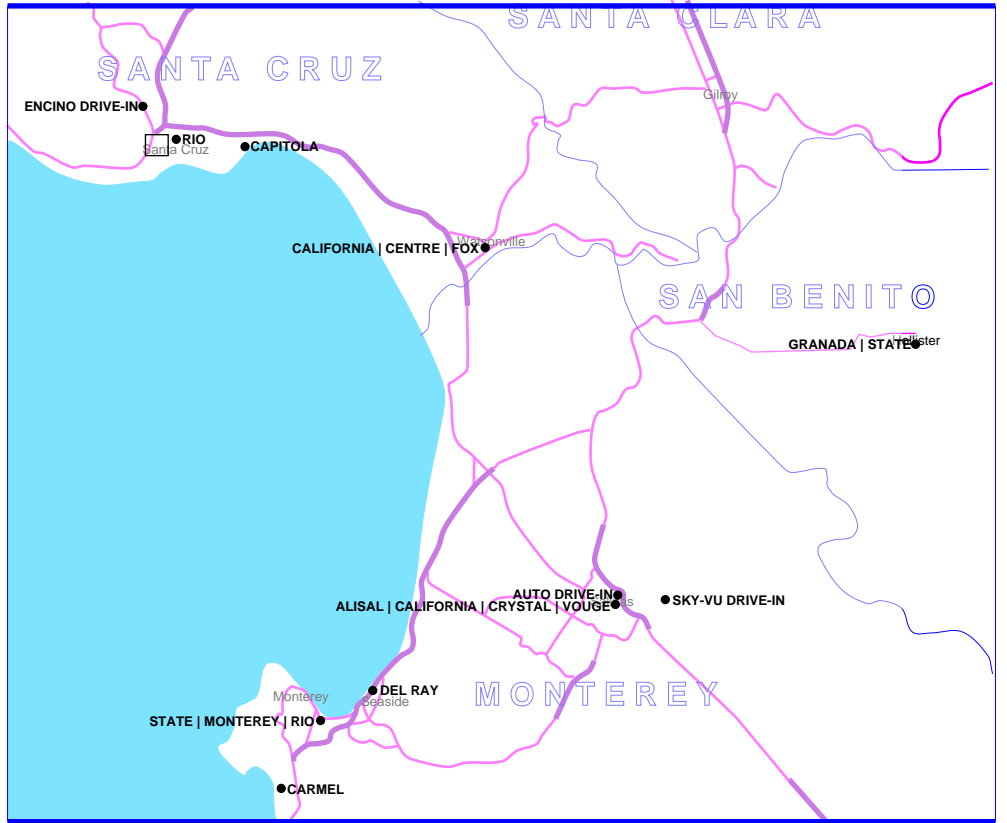 SANTA CLARA
SANTA CRUZ
Gilroy
ENCINO DRIVE-IN
RIO
Santa Cruz
CAPITOLA
Watsonville
CALIFORNIA | CENTRE | FOX
SAN BENITO
Hollister
GRANADA | STATE
AUTO DRIVE-IN
SKY-VU DRIVE-IN
ALISAL | CALIFORNIA | CRYSTAL | VOUGE
DEL RAY
MONTEREY
Monterey
Seaside
STATE | MONTEREY | RIO
CARMEL